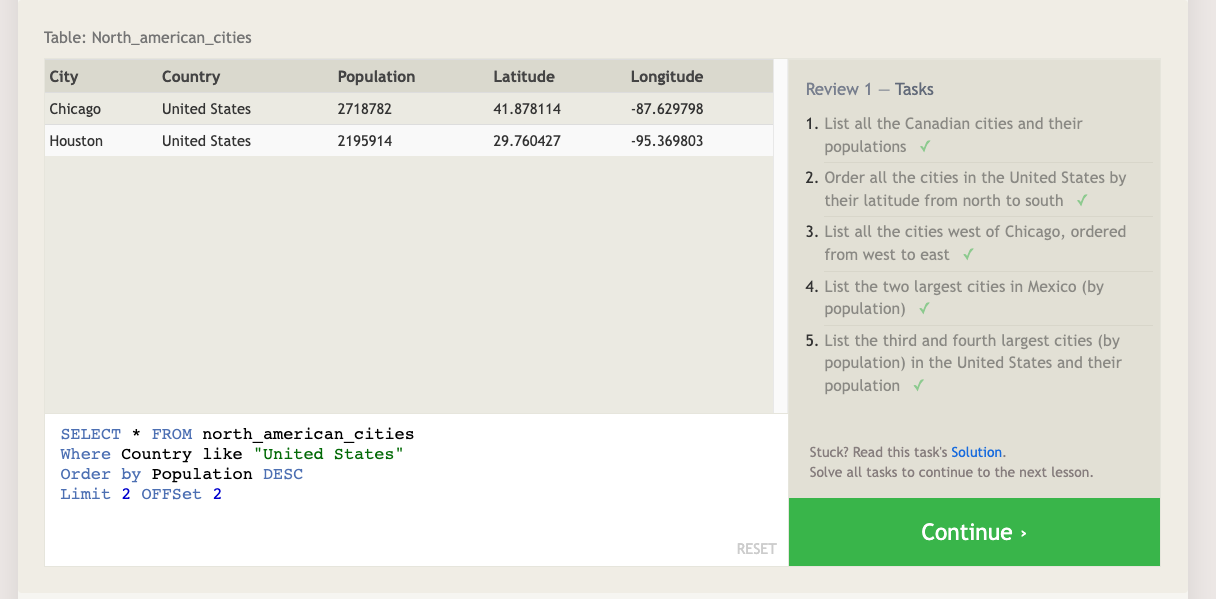 Table: North_american_cities
City Country Population Latitude Longitude
Chicago United States 2718782 41.878114 -87.629798
Houston United States 2195914 29.760427 -95.369803
SELECT * FROM north_american_cities
Where Country like "United States"
Order by Population DESC
Limit 2 OFFSet 2
RESET
Review 1 — Tasks
1. List all the Canadian cities and their
populations ✓
2. Order all the cities in the United States by
their latitude from north to south ✓
3. List all the cities west of Chicago, ordered
from west to east ✓
4. List the two largest cities in Mexico (by
population) ✓
5. List the third and fourth largest cities (by
population) in the United States and their
population ✓
Stuck? Read this task's Solution.
Solve all tasks to continue to the next lesson.
Continue ›